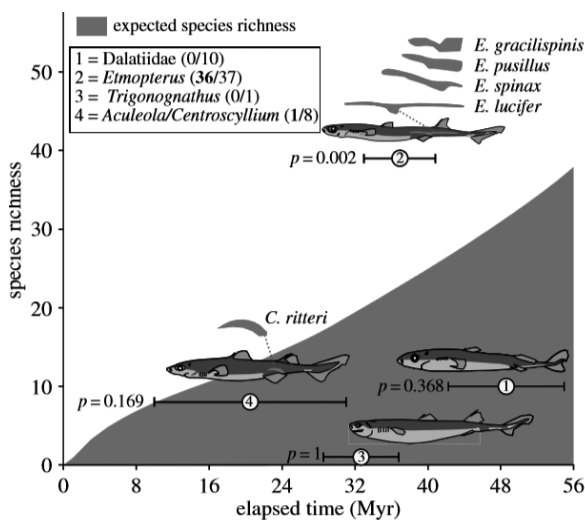 expected species richness
1 = Dalatiidae (0/10)
2 = Etmopterus (36/37)
3 = Trigonognathus (0/1)
4 = Aculeola/Centroscyllium (1/8)
E. gracilispinis
E. pusillus
E. spinax
E. lucifer
p = 0.002
2
C. ritteri
p = 0.169
4
p = 0.368
1
p = 1
3
species richness
50
40
30
20
10
0
0 8 16 24 32 40 48 56
elapsed time (Myr)